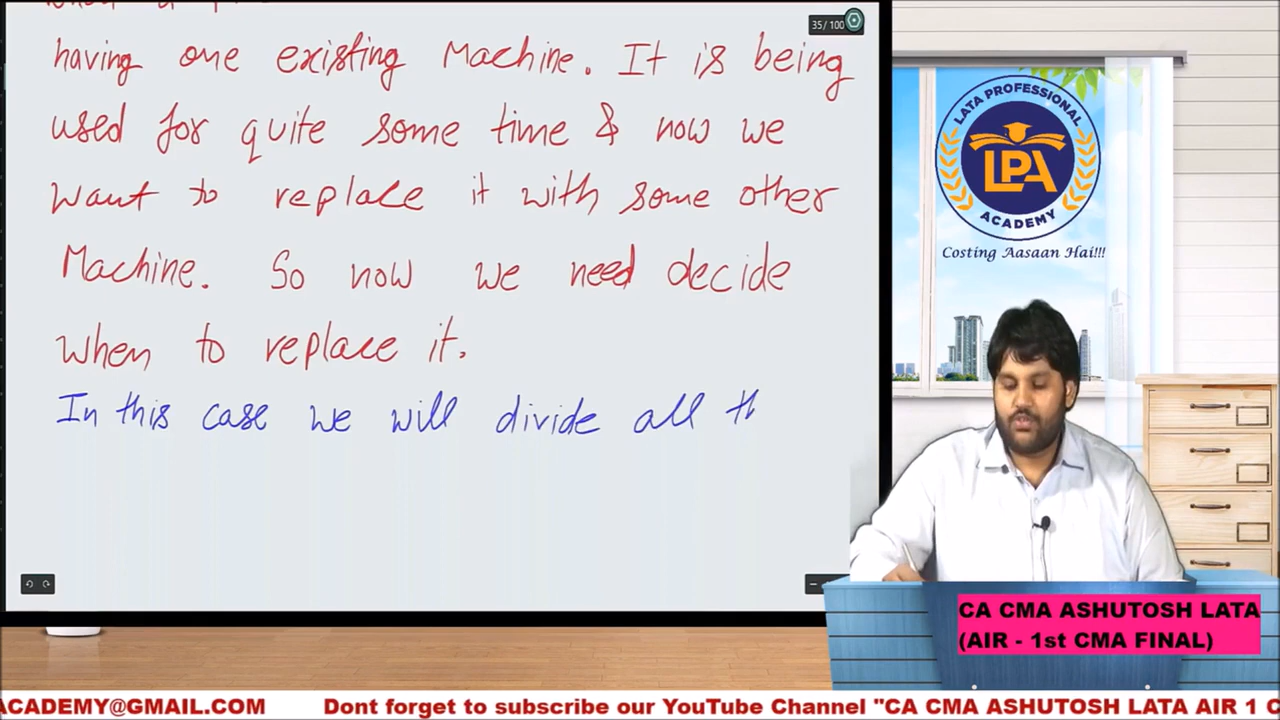 35/100
having one existing Machine. It is being
used for quite some time & now we
want to replace it with some other
Machine. So now we need decide
when to replace it.
In this case we will divide all th
LATA PROFESSIONAL
LPA
ACADEMY
Costing Aasaan Hai!!!
CA CMA ASHUTOSH LATA
(AIR - 1st CMA FINAL)
ACADEMY@GMAIL.COM Dont forget to subscribe our YouTube Channel "CA CMA ASHUTOSH LATA AIR 1 C